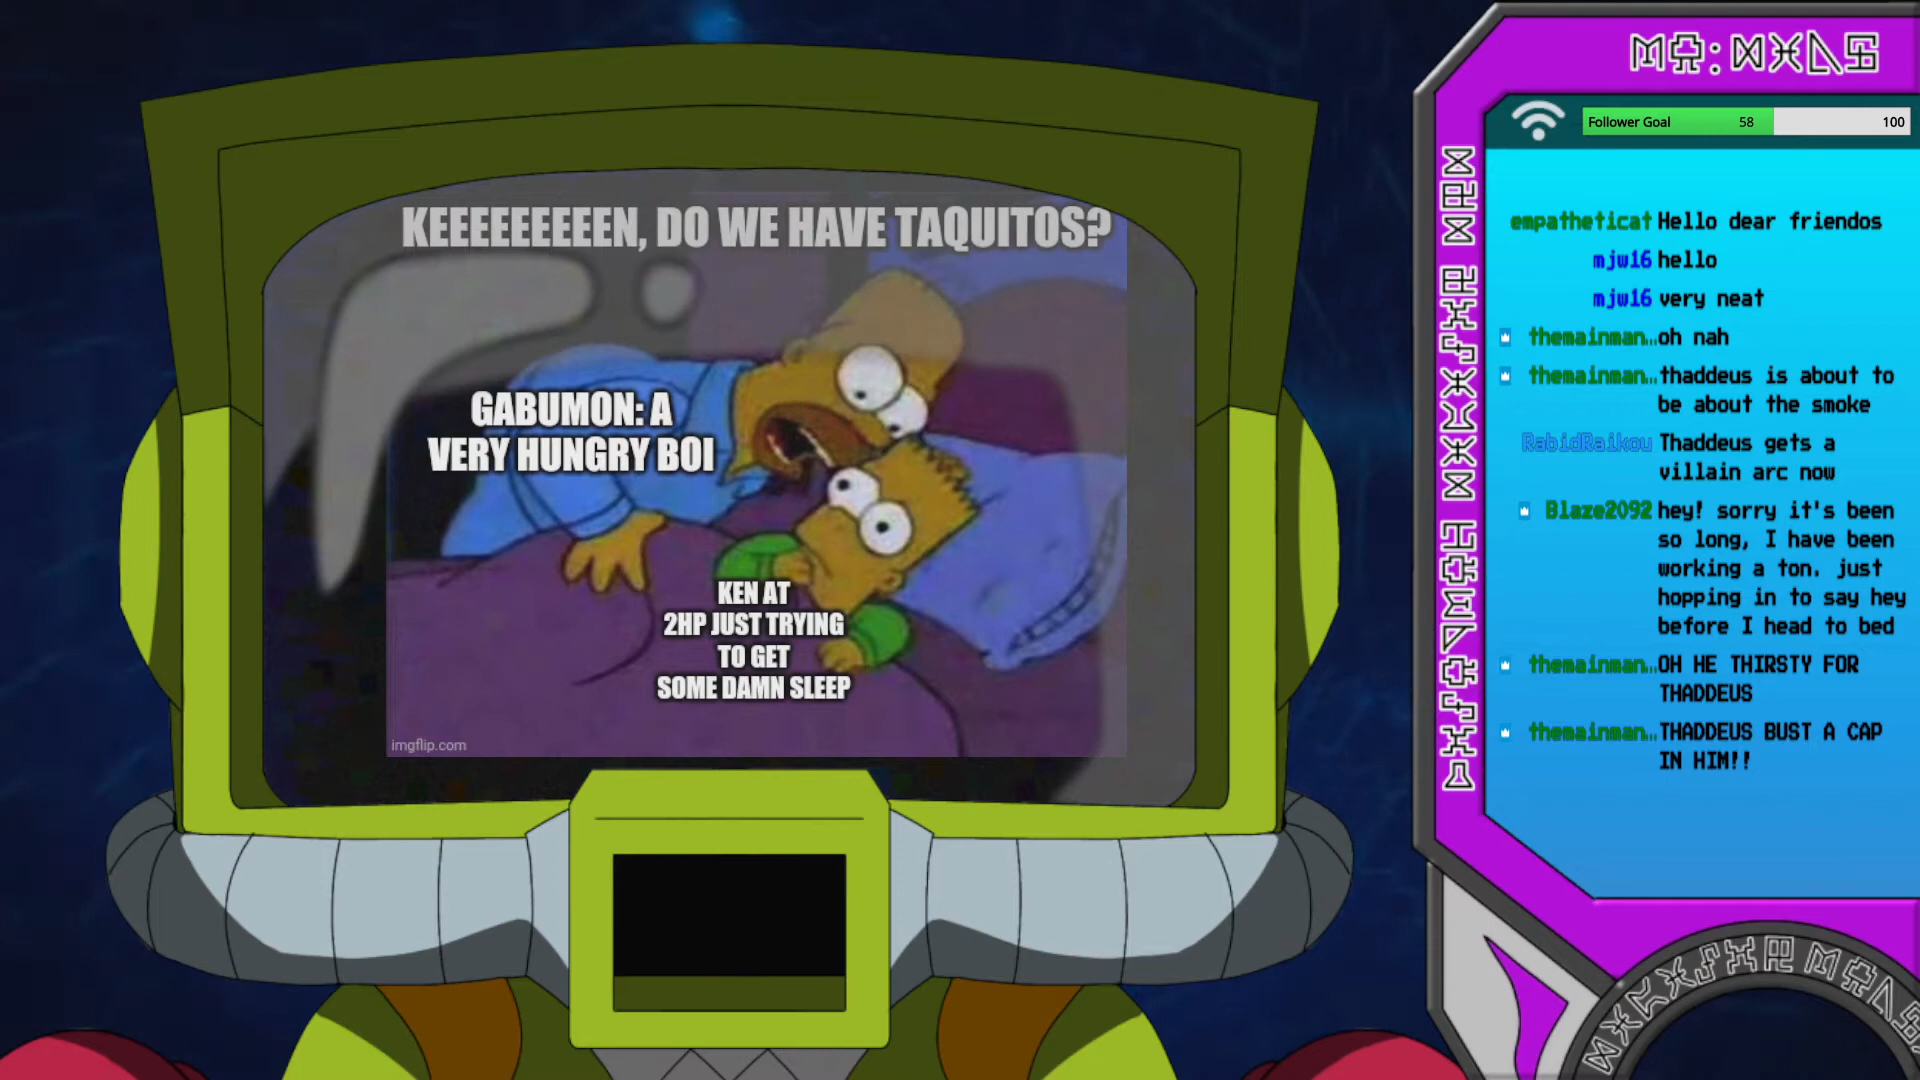 KEEEEEEEEEN, DO WE HAVE TAQUITOS?
GABUMON: A
VERY HUNGRY BOI
KEN AT
2HP JUST TRYING
TO GET
SOME DAMN SLEEP
imgflip.com
Follower Goal 58 100
empatheticat Hello dear friendos
mjw16 hello
mjw16 very neat
themainman... oh nah
themainman... thaddeus is about to
be about the smoke
RabidRaikou Thaddeus gets a
villain arc now
Blaze2092 hey! sorry it's been
so long, I have been
working a ton. just
hopping in to say hey
before I head to bed
themainman... OH HE THIRSTY FOR
THADDEUS
themainman... THADDEUS BUST A CAP
IN HIM!!